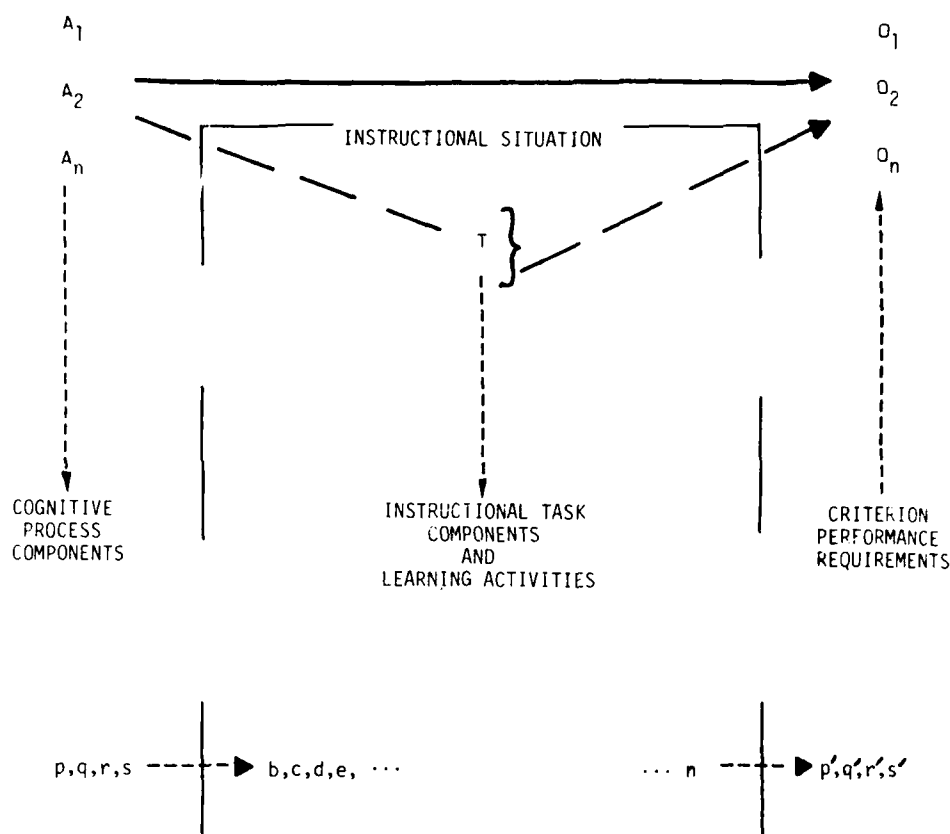 A₁ O₁
A₂ O₂
INSTRUCTIONAL SITUATION
Aₙ Oₙ
T
COGNITIVE PROCESS COMPONENTS
INSTRUCTIONAL TASK COMPONENTS AND LEARNING ACTIVITIES
CRITERION PERFORMANCE REQUIREMENTS
p,q,r,s b,c,d,e, ··· ··· n p′,q′,r′,s′